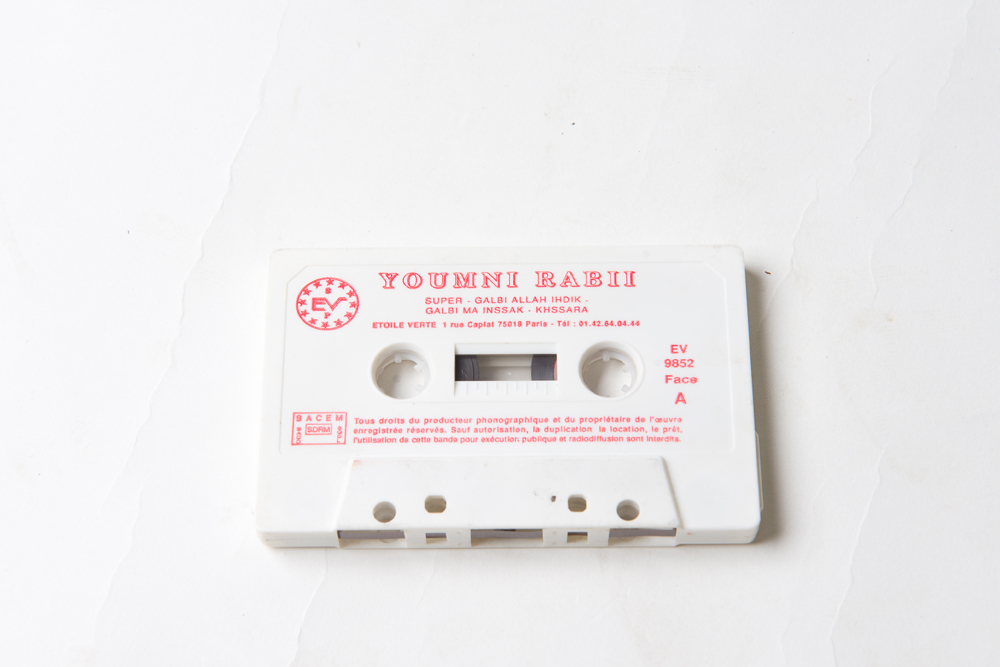 YOUMNI RABII
SUPER - GALBI ALLAH IHDIK -
GALBI MA INSSAK - KHSSARA
ETOILE VERTE 1 rue Caplat 75018 Paris - Tél : 01.42.54.04.44
S
EV
P
EV
9852
Face
A
SACEM
SDRM
SACE
SGDL
Tous droits du producteur phonographique et du propriétaire de l'œuvre
enregistrée réservés. Sauf autorisation, la duplication la location, le prêt,
l'utilisation de cette bande pour exécution publique et radiodiffusion sont interdits.